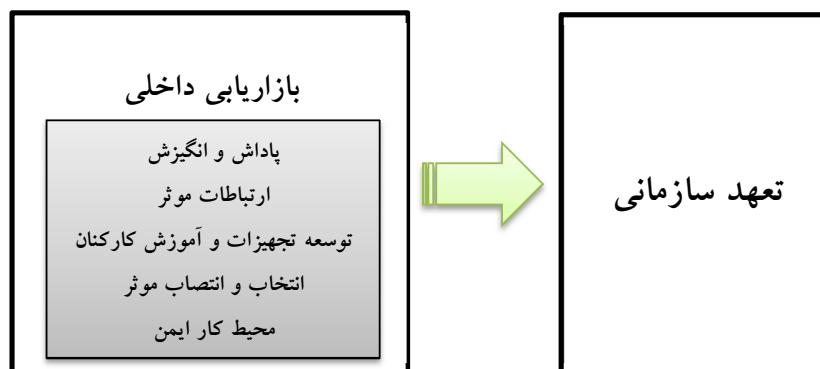 بازاریابی داخلی
پاداش و انگیزش
ارتباطات موثر
توسعه تجهیزات و آموزش کارکنان
انتخاب و انتصاب موثر
محیط کار ایمن
تعهد سازمانی